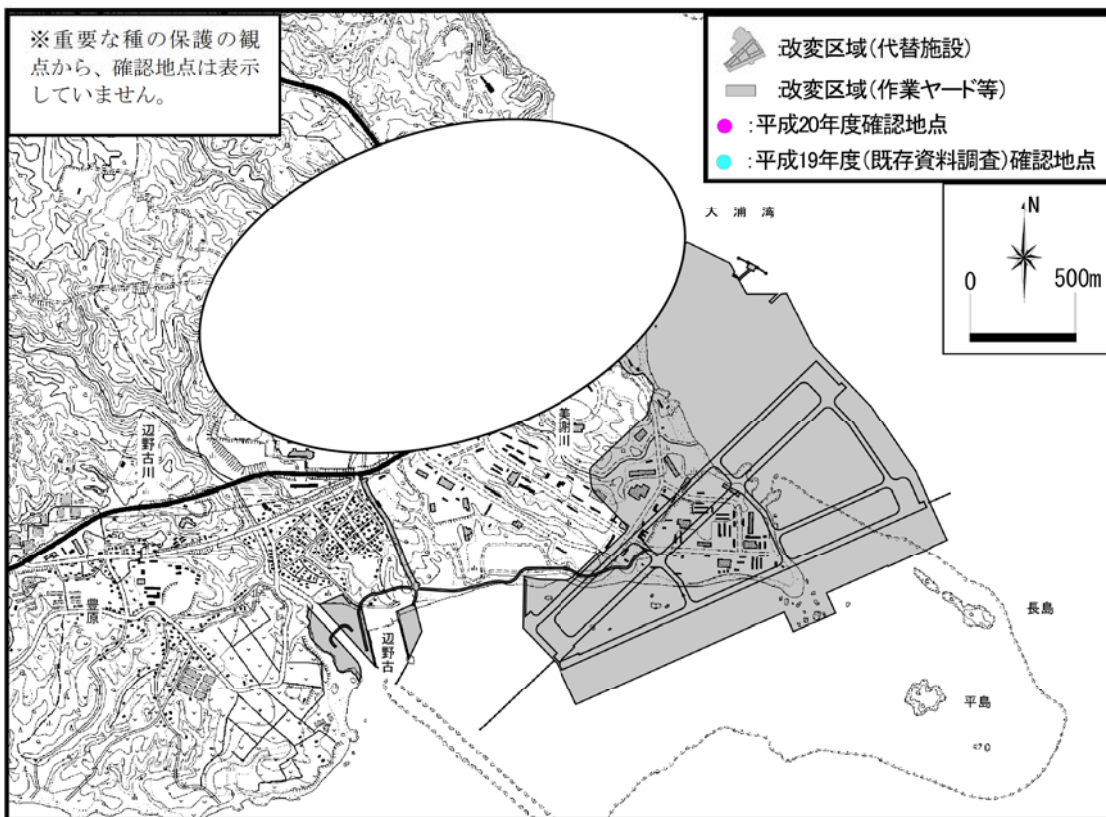 ※重要な種の保護の観
点から、確認地点は表示
していません。
:改変区域(代替施設)
:改変区域(作業ヤード等)
:平成20年度確認地点
:平成19年度(既存資料調査)確認地点
大浦湾
N
0 500m
美謝川
辺野古川
豊原
辺野古
長島
平島